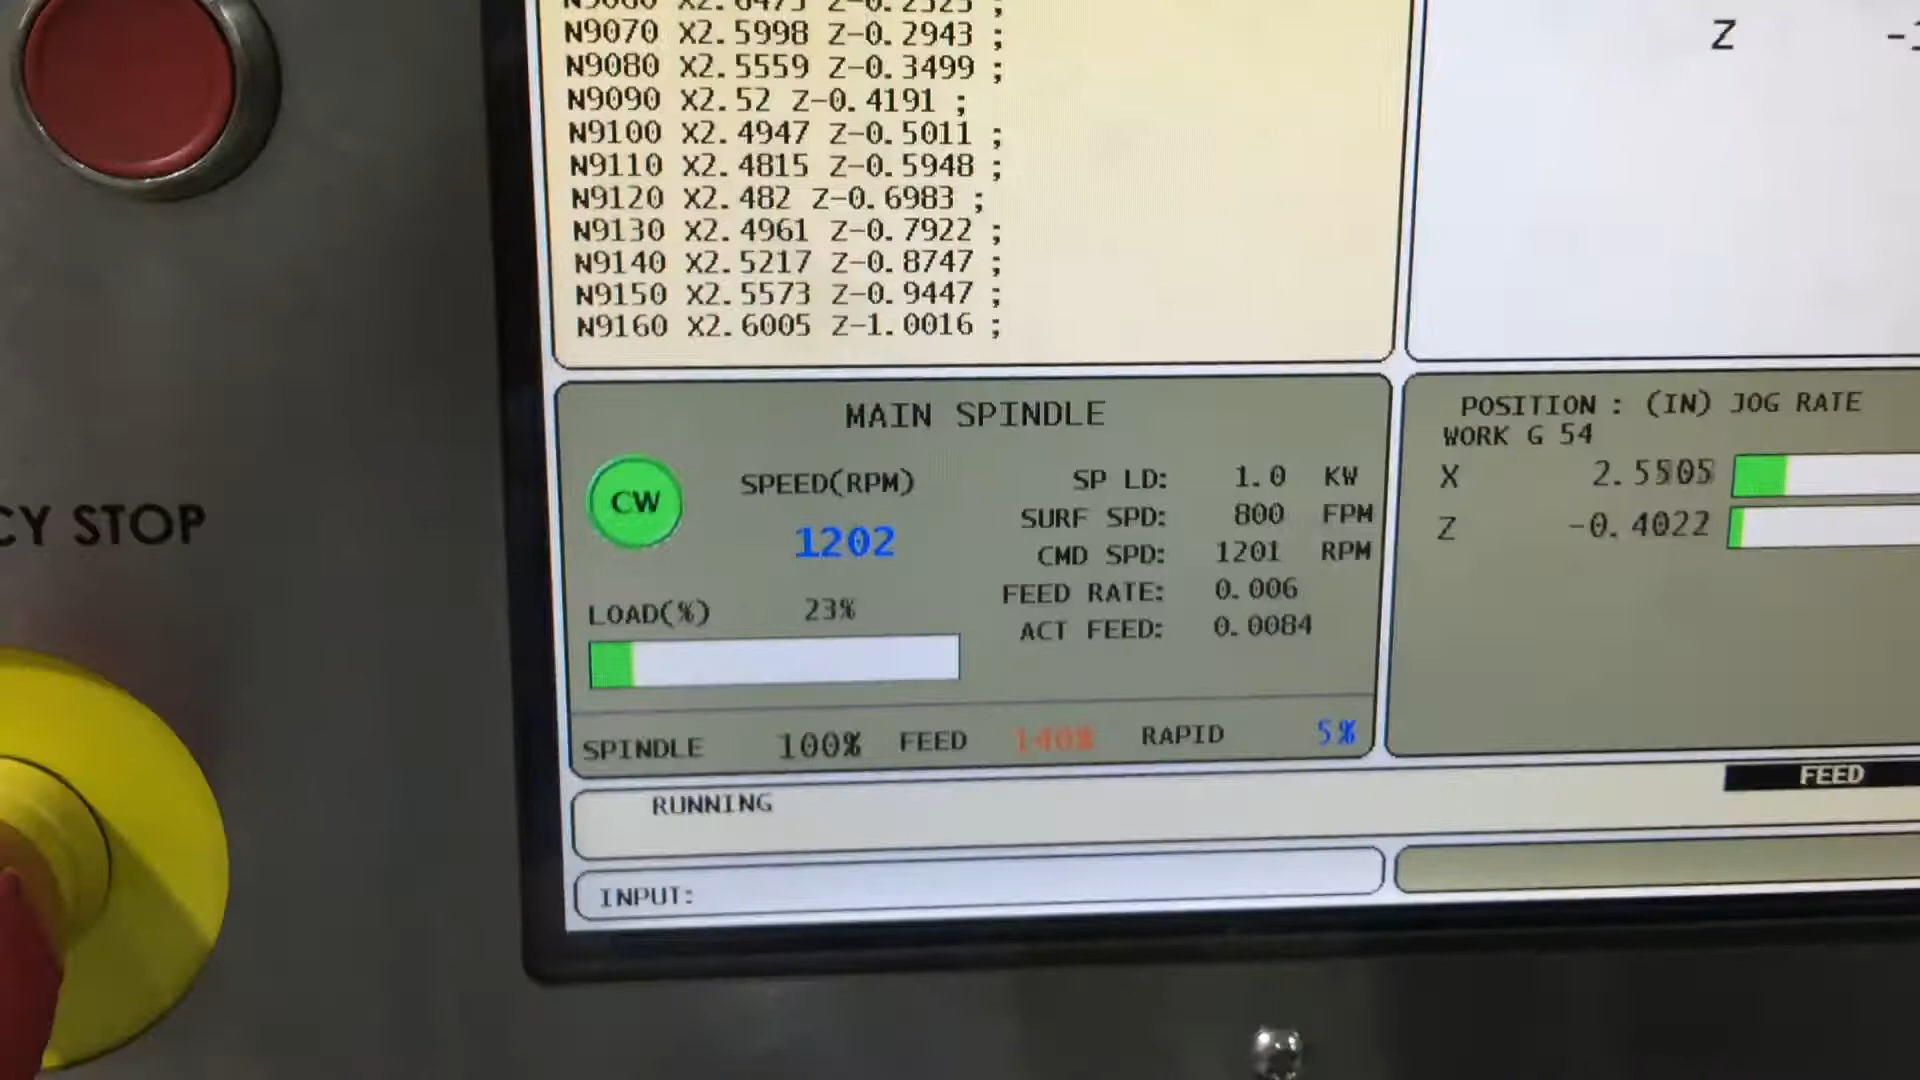 N9060 X2.6475 Z-0.2525 ;
N9070 X2.5998 Z-0.2943 ;
N9080 X2.5559 Z-0.3499 ;
N9090 X2.52 Z-0.4191 ;
N9100 X2.4947 Z-0.5011 ;
N9110 X2.4815 Z-0.5948 ;
N9120 X2.482 Z-0.6983 ;
N9130 X2.4961 Z-0.7922 ;
N9140 X2.5217 Z-0.8747 ;
N9150 X2.5573 Z-0.9447 ;
N9160 X2.6005 Z-1.0016 ;
Z
MAIN SPINDLE
CW
SPEED(RPM)
1202
LOAD(%) 23%
SP LD: 1.0 KW
SURF SPD: 800 FPM
CMD SPD: 1201 RPM
FEED RATE: 0.006
ACT FEED: 0.0084
SPINDLE 100% FEED 140% RAPID 5%
POSITION : (IN) JOG RATE
WORK G 54
X 2.5505
Z -0.4022
FEED
RUNNING
INPUT:
CY STOP